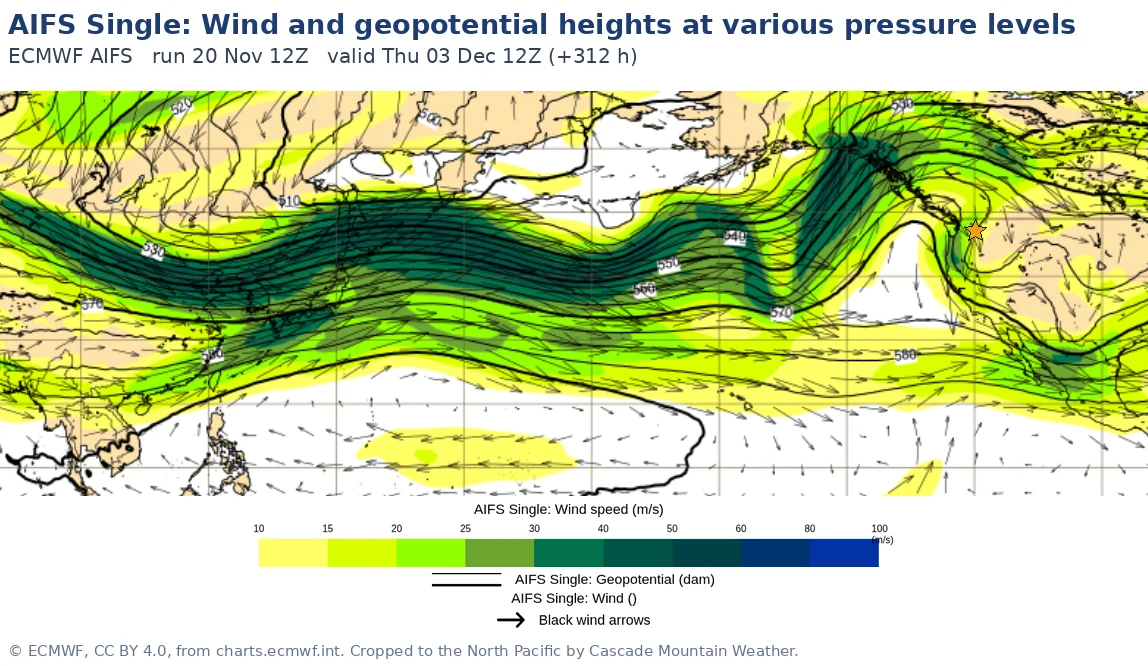 AIFS Single: Wind and geopotential heights at various pressure levels
ECMWF AIFS run 20 Nov 12Z valid Thu 03 Dec 12Z (+312 h)
520
500
530
510
530
540
550
560
570
570
580
580
AIFS Single: Wind speed (m/s)
10 15 20 25 30 40 50 60 80 100
(m/s)
AIFS Single: Geopotential (dam)
AIFS Single: Wind ()
Black wind arrows
© ECMWF, CC BY 4.0, from charts.ecmwf.int. Cropped to the North Pacific by Cascade Mountain Weather.